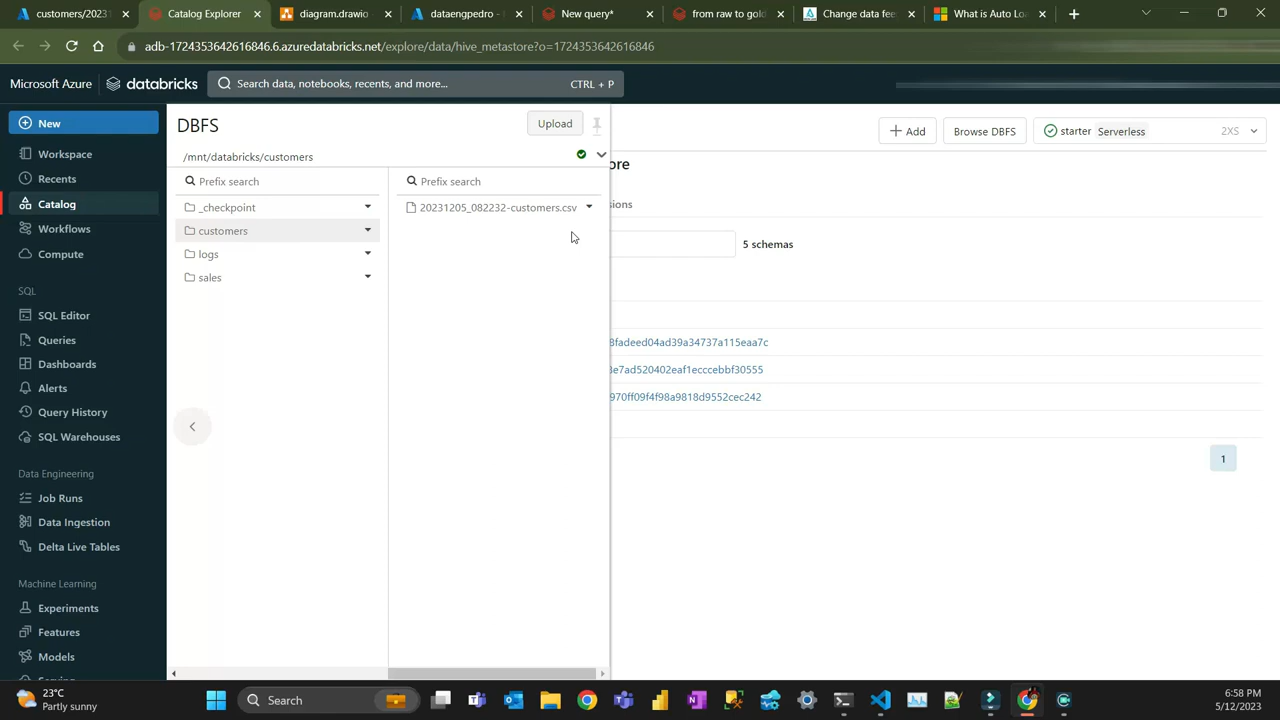 customers/20231
Catalog Explorer
diagram.drawio
dataengpedro -
New query*
from raw to gold
Change data fee
What is Auto Loa
adb-1724353642616846.6.azuredatabricks.net/explore/data/hive_metastore?o=1724353642616846
Microsoft Azure
databricks
Search data, notebooks, recents, and more...
CTRL + P
New
Workspace
Recents
Catalog
Workflows
Compute
SQL
SQL Editor
Queries
Dashboards
Alerts
Query History
SQL Warehouses
Data Engineering
Job Runs
Data Ingestion
Delta Live Tables
Machine Learning
Experiments
Features
Models
DBFS
Upload
/mnt/databricks/customers
Prefix search
_checkpoint
customers
logs
sales
Prefix search
20231205_082232-customers.csv
Add
Browse DBFS
starter
Serverless
2XS
ore
sions
5 schemas
8fadeed04ad39a34737a115eaa7c
8e7ad520402eaf1ecccebbf30555
970ff09f4f98a9818d9552cec242
1
23°C
Partly sunny
Search
6:58 PM
5/12/2023